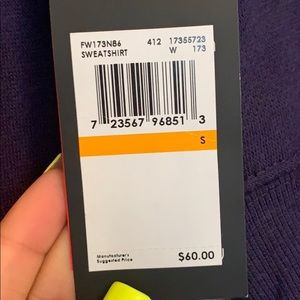 FW173NB6 412 17355723
SWEATSHIRT W 173
7 23567 96851 3
S
Manufacturer's
Suggested Price $60.00